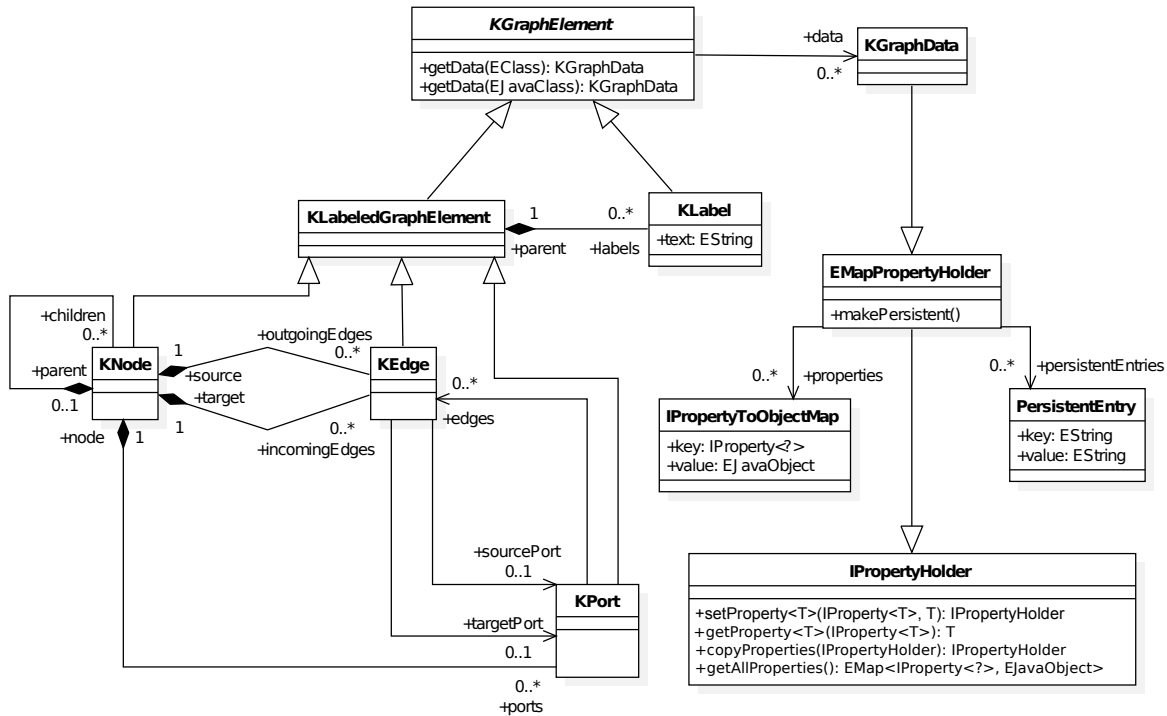 KGraphElement
+getData(EClass): KGraphData
+getData(EJavaClass): KGraphData
+data
0..*
KGraphData
KLabeledGraphElement
1
0..*
+parent
+labels
KLabel
+text: EString
EMapPropertyHolder
+makePersistent()
+children
0..*
+parent
0..1
KNode
1
+source
+target
1
+node
1
+outgoingEdges
0..*
0..*
+incomingEdges
KEdge
0..*
+edges
0..*
+properties
0..*
+persistentEntries
IPropertyToObjectMap
+key: IProperty<?>
+value: EJavaObject
PersistentEntry
+key: EString
+value: EString
+sourcePort
0..1
+targetPort
0..1
KPort
0..*
+ports
IPropertyHolder
+setProperty<T>(IProperty<T>, T): IPropertyHolder
+getProperty<T>(IProperty<T>): T
+copyProperties(IPropertyHolder): IPropertyHolder
+getAllProperties(): EMap<IProperty<?>, EJavaObject>